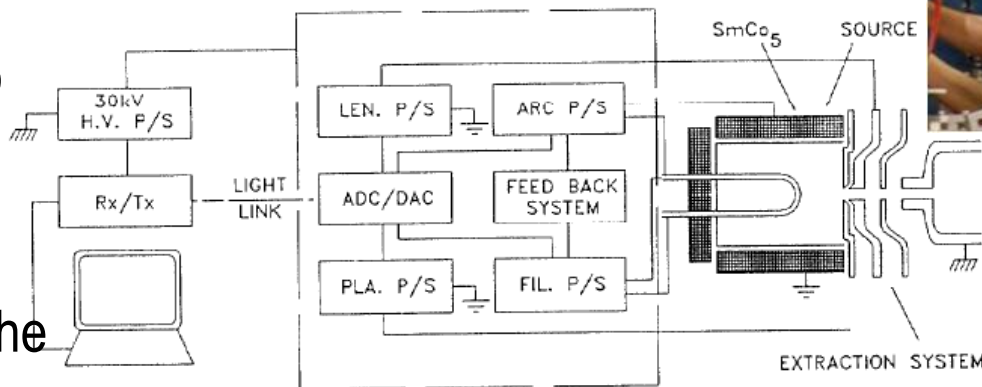 SmCo5 SOURCE
30kV
H.V. P/S
LEN. P/S
ARC P/S
Rx/Tx
LIGHT
LINK
ADC/DAC
FEED BACK
SYSTEM
PLA. P/S
FIL. P/S
he
EXTRACTION SYSTEM